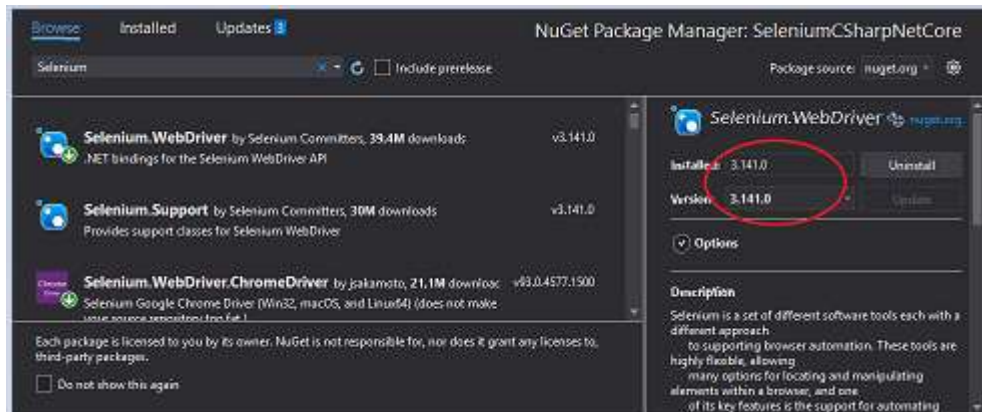 Browse Installed Updates 3
NuGet Package Manager: SeleniumCSharpNetCore
Selenium
Include prerelease
Package source: nuget.org
Selenium.WebDriver by Selenium Committers, 39.4M downloads v3.141.0
.NET bindings for the Selenium WebDriver API
Selenium.Support by Selenium Committers, 30M downloads v3.141.0
Provides support classes for Selenium WebDriver
Selenium.WebDriver.ChromeDriver by jsakamoto, 21.1M downloac v93.0.4577.1500
Selenium Google Chrome Driver (Win32, macOS, and Linux64) (does not make
your source repository too fat.)
Each package is licensed to you by its owner. NuGet is not responsible for, nor does it grant any licenses to,
third-party packages.
Do not show this again
Selenium.WebDriver nuget.org
Installed: 3.141.0 Uninstall
Version: 3.141.0 Update
Options
Description
Selenium is a set of different software tools each with a
different approach
to supporting browser automation. These tools are
highly flexible, allowing
many options for locating and manipulating
elements within a browser, and one
of its key features is the support for automating